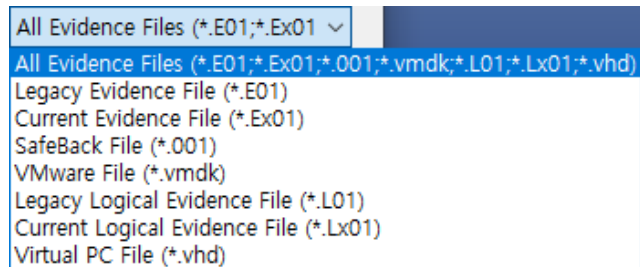 All Evidence Files (*.E01;*.Ex01
All Evidence Files (*.E01;*.Ex01;*.001;*.vmdk;*.L01;*.Lx01;*.vhd)
Legacy Evidence File (*.E01)
Current Evidence File (*.Ex01)
SafeBack File (*.001)
VMware File (*.vmdk)
Legacy Logical Evidence File (*.L01)
Current Logical Evidence File (*.Lx01)
Virtual PC File (*.vhd)